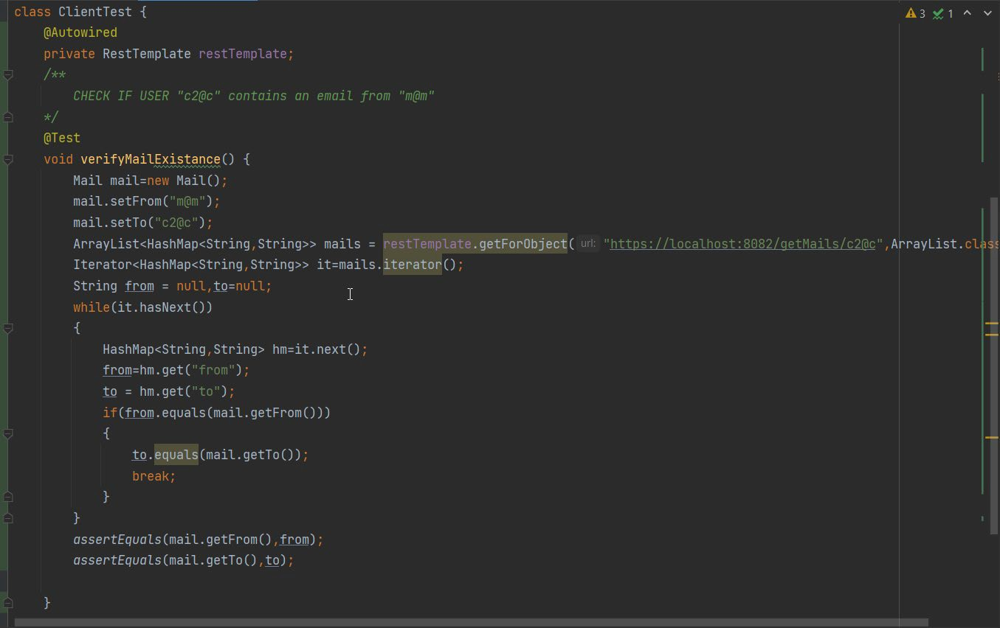 class ClientTest {
3 1
@Autowired
private RestTemplate restTemplate;
/**
CHECK IF USER "c2@c" contains an email from "m@m"
*/
@Test
void verifyMailExistance() {
Mail mail=new Mail();
mail.setFrom("m@m");
mail.setTo("c2@c");
ArrayList<HashMap<String,String>> mails = restTemplate.getForObject( url: "https://localhost:8082/getMails/c2@c",ArrayList.class
Iterator<HashMap<String,String>> it=mails.iterator();
String from = null,to=null;
while(it.hasNext())
{
HashMap<String,String> hm=it.next();
from=hm.get("from");
to = hm.get("to");
if(from.equals(mail.getFrom()))
{
to.equals(mail.getTo());
break;
}
}
assertEquals(mail.getFrom(),from);
assertEquals(mail.getTo(),to);
}